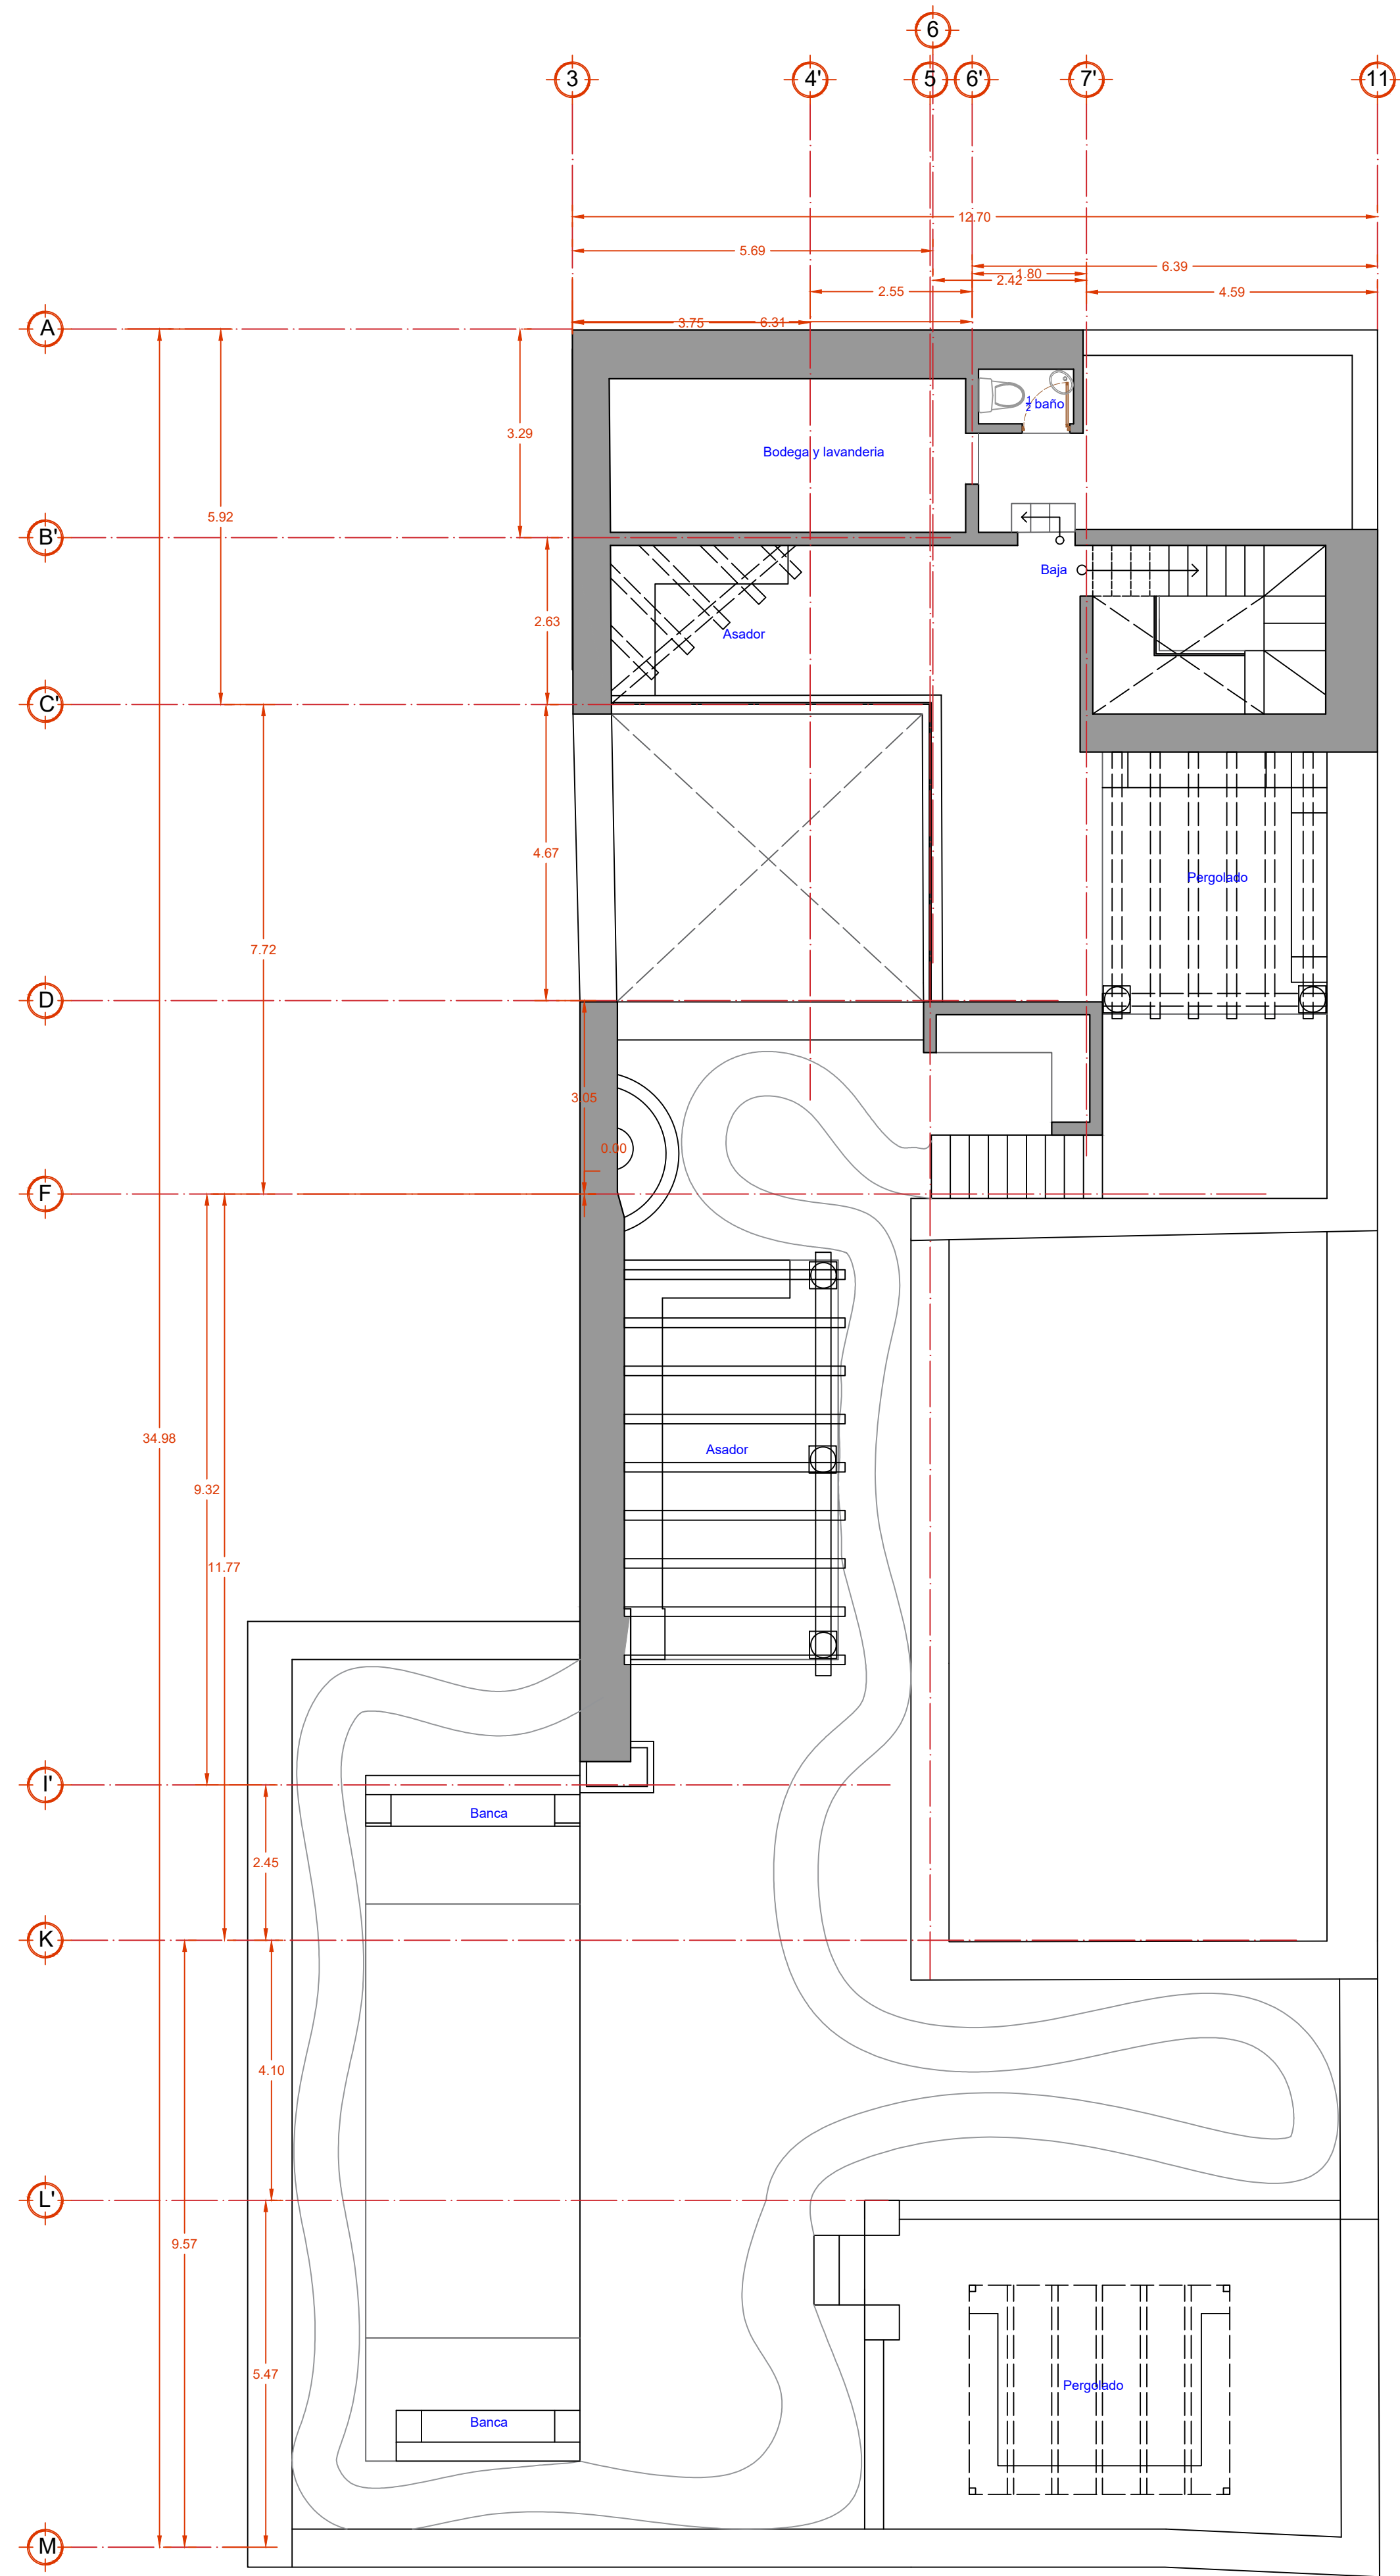 6
3 4' 5 6' 7' 11
12.70
5.69
6.39
1.80
2.42
2.55
4.59
3.75 6.31
A
½ baño
3.29
Bodega y lavanderia
5.92
B'
Baja
2.63
Asador
C'
4.67
Pergolado
7.72
D
3.05
0.00
F
34.98
Asador
9.32
11.77
I'
Banca
2.45
K
4.10
L'
9.57
5.47
Pergolado
Banca
M